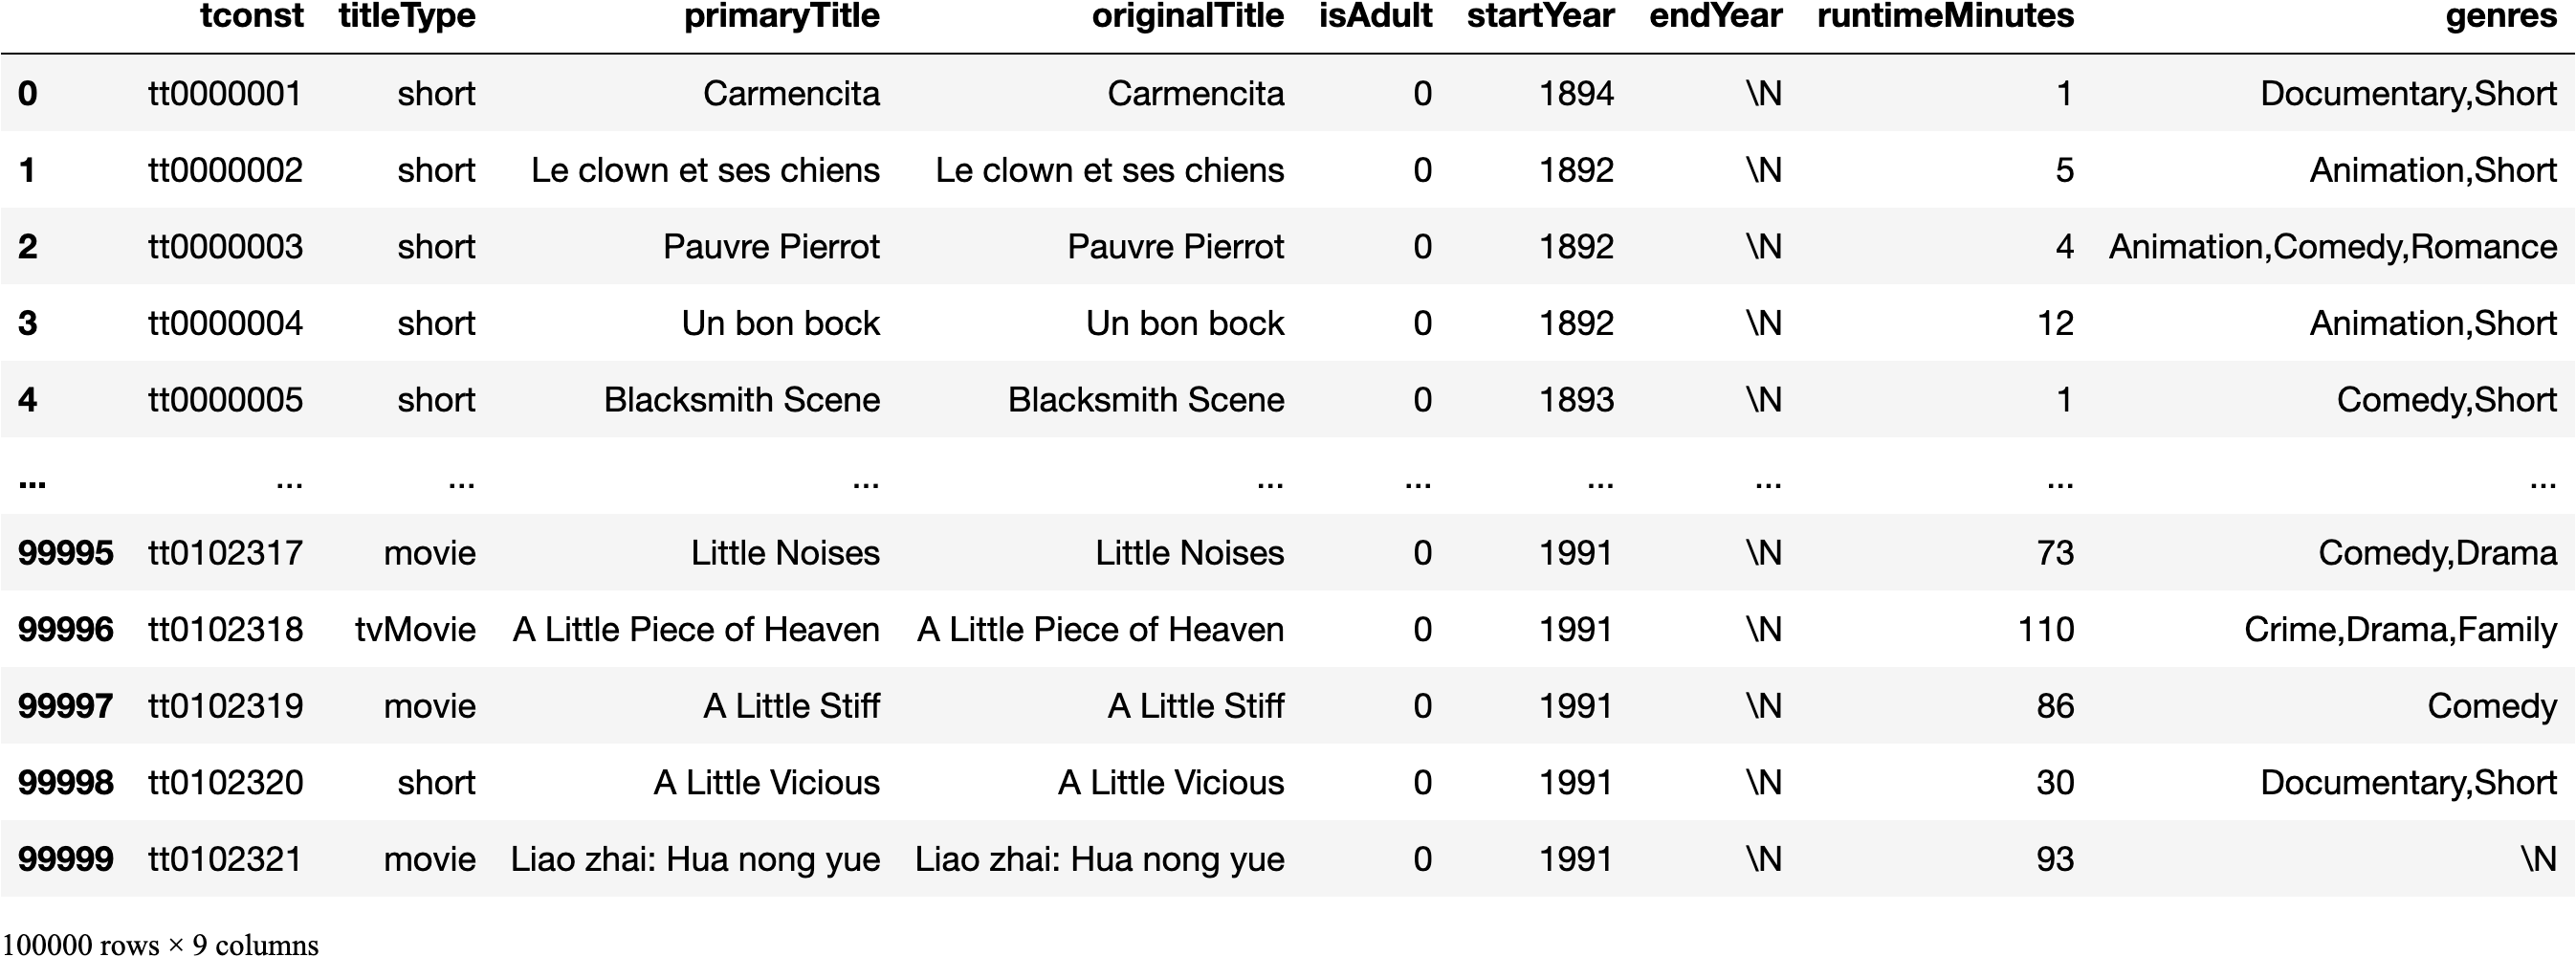 tconst titleType primaryTitle originalTitle isAdult startYear endYear runtimeMinutes genres
0 tt0000001 short Carmencita Carmencita 0 1894 \N 1 Documentary,Short
1 tt0000002 short Le clown et ses chiens Le clown et ses chiens 0 1892 \N 5 Animation,Short
2 tt0000003 short Pauvre Pierrot Pauvre Pierrot 0 1892 \N 4 Animation,Comedy,Romance
3 tt0000004 short Un bon bock Un bon bock 0 1892 \N 12 Animation,Short
4 tt0000005 short Blacksmith Scene Blacksmith Scene 0 1893 \N 1 Comedy,Short
... ... ... ... ... ... ... ... ... ...
99995 tt0102317 movie Little Noises Little Noises 0 1991 \N 73 Comedy,Drama
99996 tt0102318 tvMovie A Little Piece of Heaven A Little Piece of Heaven 0 1991 \N 110 Crime,Drama,Family
99997 tt0102319 movie A Little Stiff A Little Stiff 0 1991 \N 86 Comedy
99998 tt0102320 short A Little Vicious A Little Vicious 0 1991 \N 30 Documentary,Short
99999 tt0102321 movie Liao zhai: Hua nong yue Liao zhai: Hua nong yue 0 1991 \N 93 \N
100000 rows × 9 columns